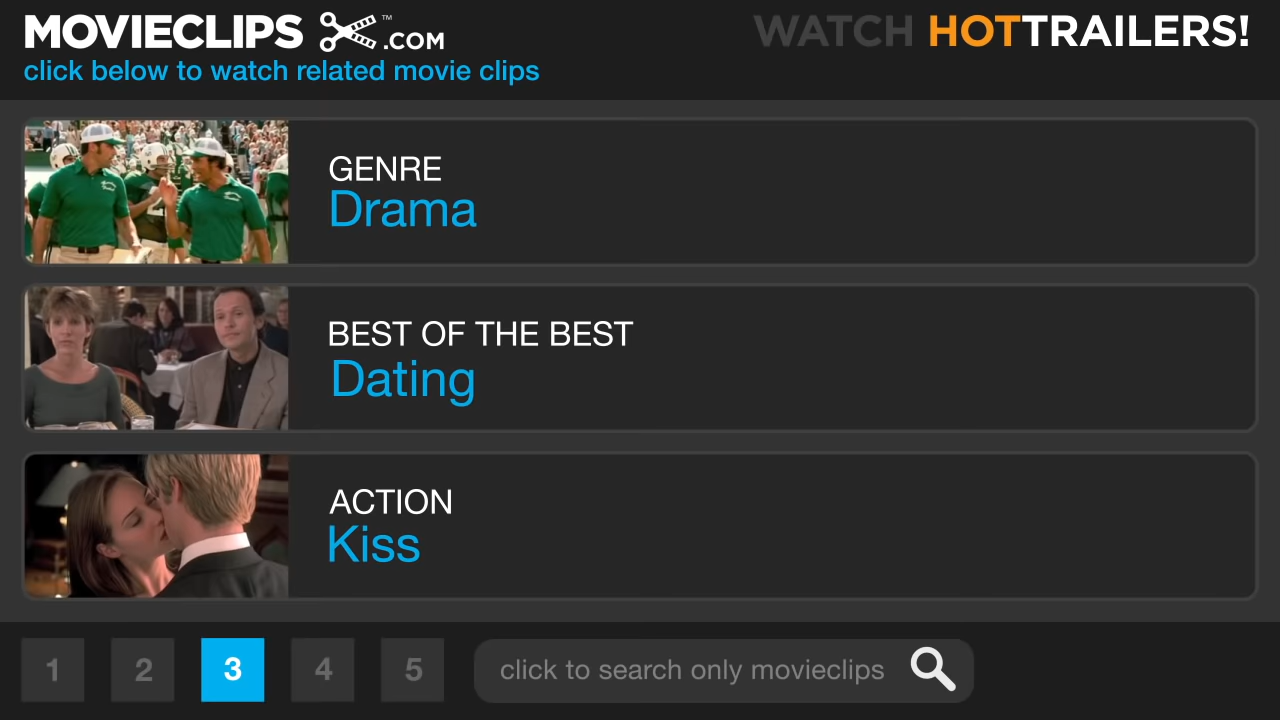 MOVIECLIPS ™ .COM
WATCH HOTTRAILERS!
click below to watch related movie clips
GENRE
Drama
BEST OF THE BEST
Dating
ACTION
Kiss
1 2 3 4 5
click to search only movieclips